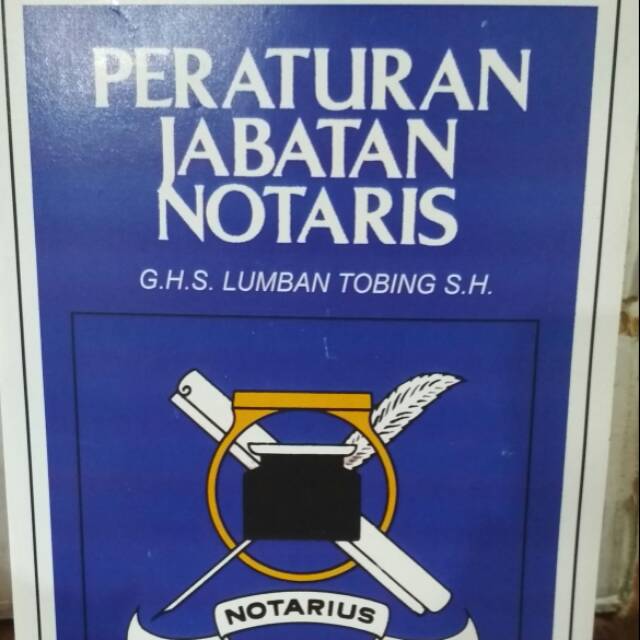 PERATURAN
JABATAN
NOTARIS
G.H.S. LUMBAN TOBING S.H.
NOTARIUS